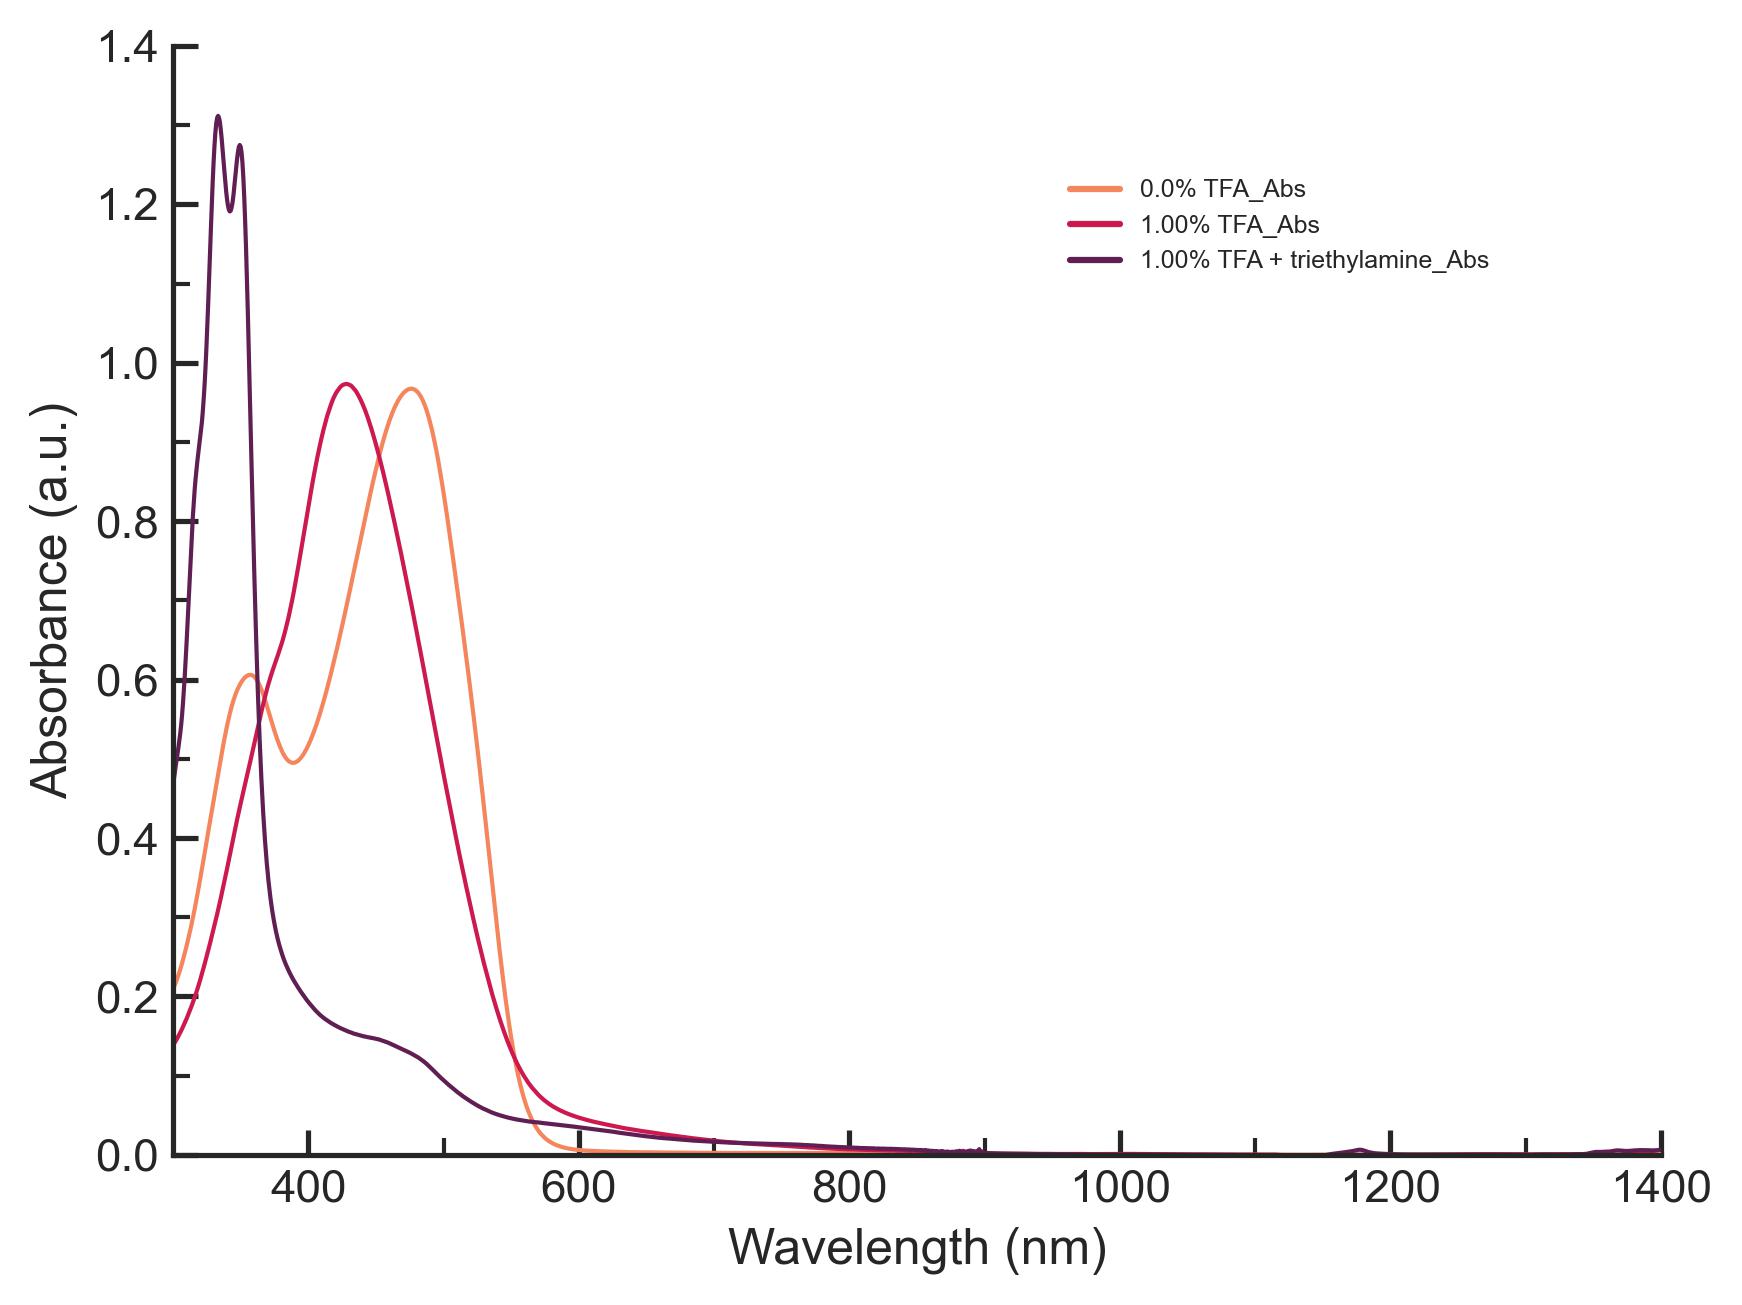 1.4
1.2
1.0
0.8
0.6
0.4
0.2
0.0
Absorbance (a.u.)
0.0% TFA_Abs
1.00% TFA_Abs
1.00% TFA + triethylamine_Abs
400 600 800 1000 1200 1400
Wavelength (nm)